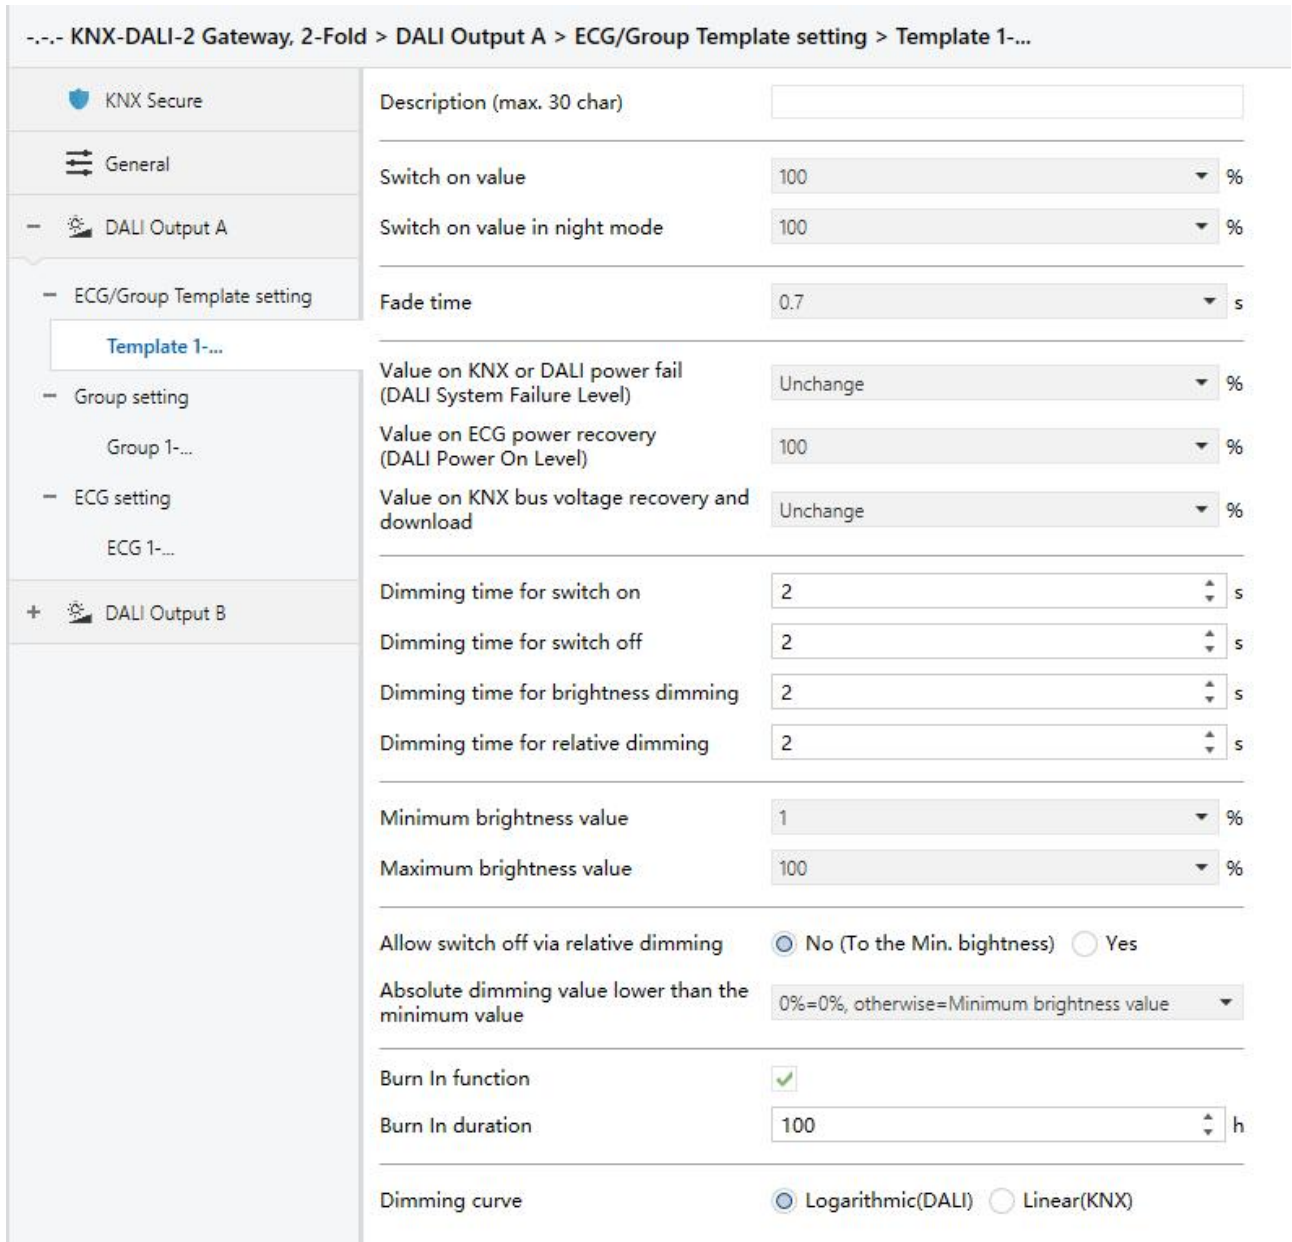 -.-.- KNX-DALI-2 Gateway, 2-Fold > DALI Output A > ECG/Group Template setting > Template 1-...
KNX Secure
General
DALI Output A
ECG/Group Template setting
Template 1-...
Group setting
Group 1-...
ECG setting
ECG 1-...
DALI Output B
Description (max. 30 char)
Switch on value 100 %
Switch on value in night mode 100 %
Fade time 0.7 s
Value on KNX or DALI power fail
(DALI System Failure Level) Unchange %
Value on ECG power recovery
(DALI Power On Level) 100 %
Value on KNX bus voltage recovery and
download Unchange %
Dimming time for switch on 2 s
Dimming time for switch off 2 s
Dimming time for brightness dimming 2 s
Dimming time for relative dimming 2 s
Minimum brightness value 1 %
Maximum brightness value 100 %
Allow switch off via relative dimming No (To the Min. bightness) Yes
Absolute dimming value lower than the
minimum value 0%=0%, otherwise=Minimum brightness value
Burn In function
Burn In duration 100 h
Dimming curve Logarithmic(DALI) Linear(KNX)